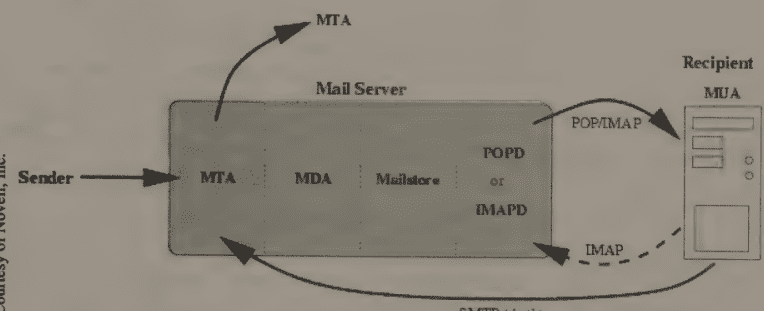 MTA
Mail Server
Recipient
MUA
POP/IMAP
Sender
MTA
MDA
Mailstore
POPD
or
IMAPD
IMAP
Courtesy of Novell, Inc.